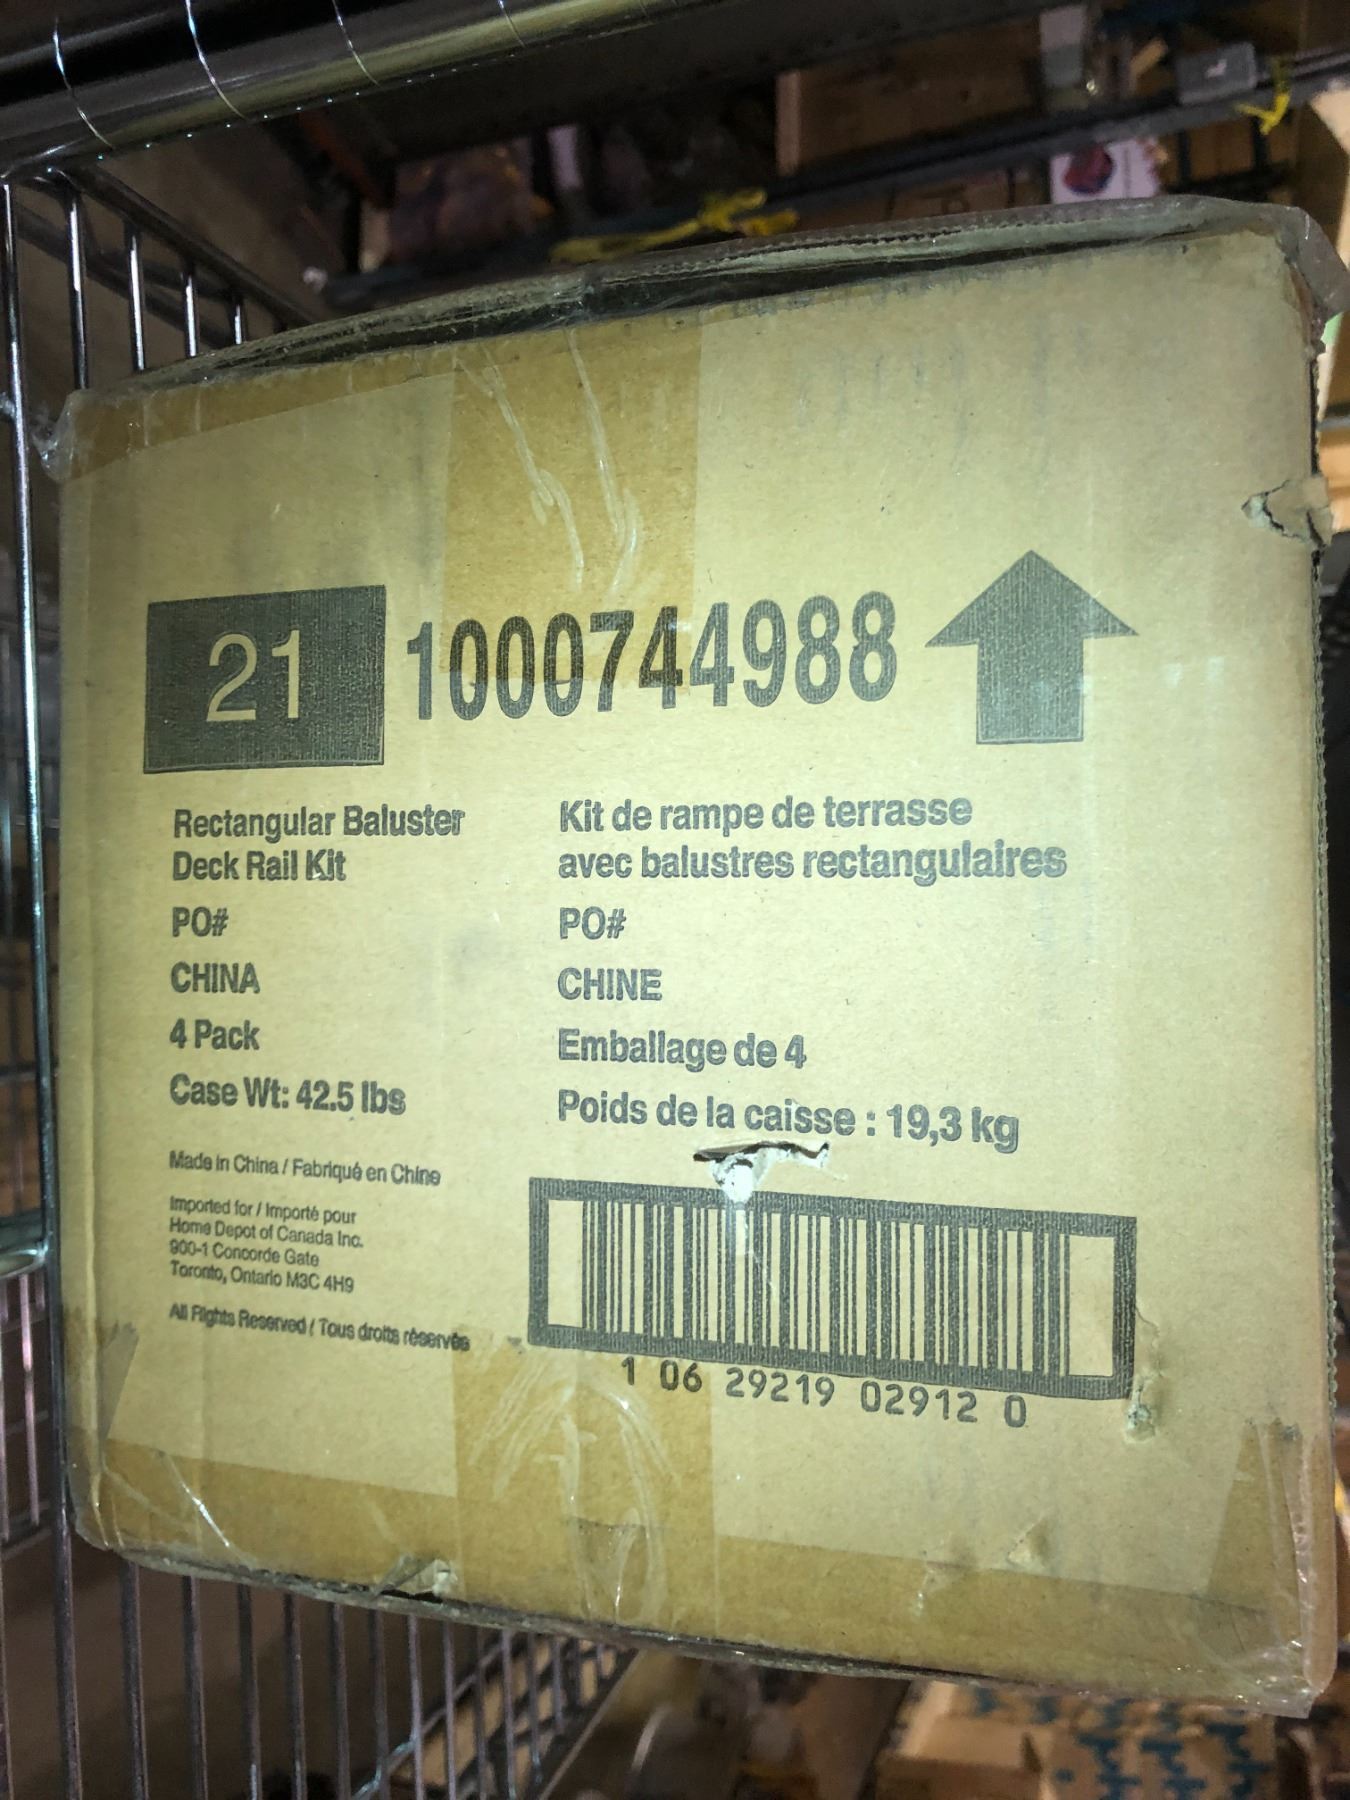 21 1000744988
Rectangular Baluster
Deck Rail Kit
PO#
CHINA
4 Pack
Case Wt: 42.5 lbs
Kit de rampe de terrasse
avec balustres rectangulaires
PO#
CHINE
Emballage de 4
Poids de la caisse : 19,3 kg
Made in China / Fabriqué en Chine
Imported for / Importé pour
Home Depot of Canada Inc.
900-1 Concorde Gate
Toronto, Ontario M3C 4H9
All Rights Reserved / Tous droits réservés
1 06 29219 02912 0